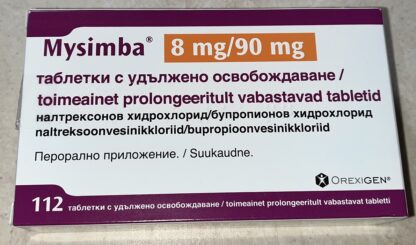 Mysimba® 8 mg/90 mg
таблетки с удължено освобождаване /
toimeainet prolongeeritult vabastavad tabletid
налтрексонов хидрохлорид/бупропионов хидрохлорид
naltreksoonvesinikkloriid/bupropioonvesinikkloriid
Перорално приложение. / Suukaudne.
OREXIGEN®
112 таблетки с удължено освобождаване / toimeainet prolongeeritult vabastavat tabletti